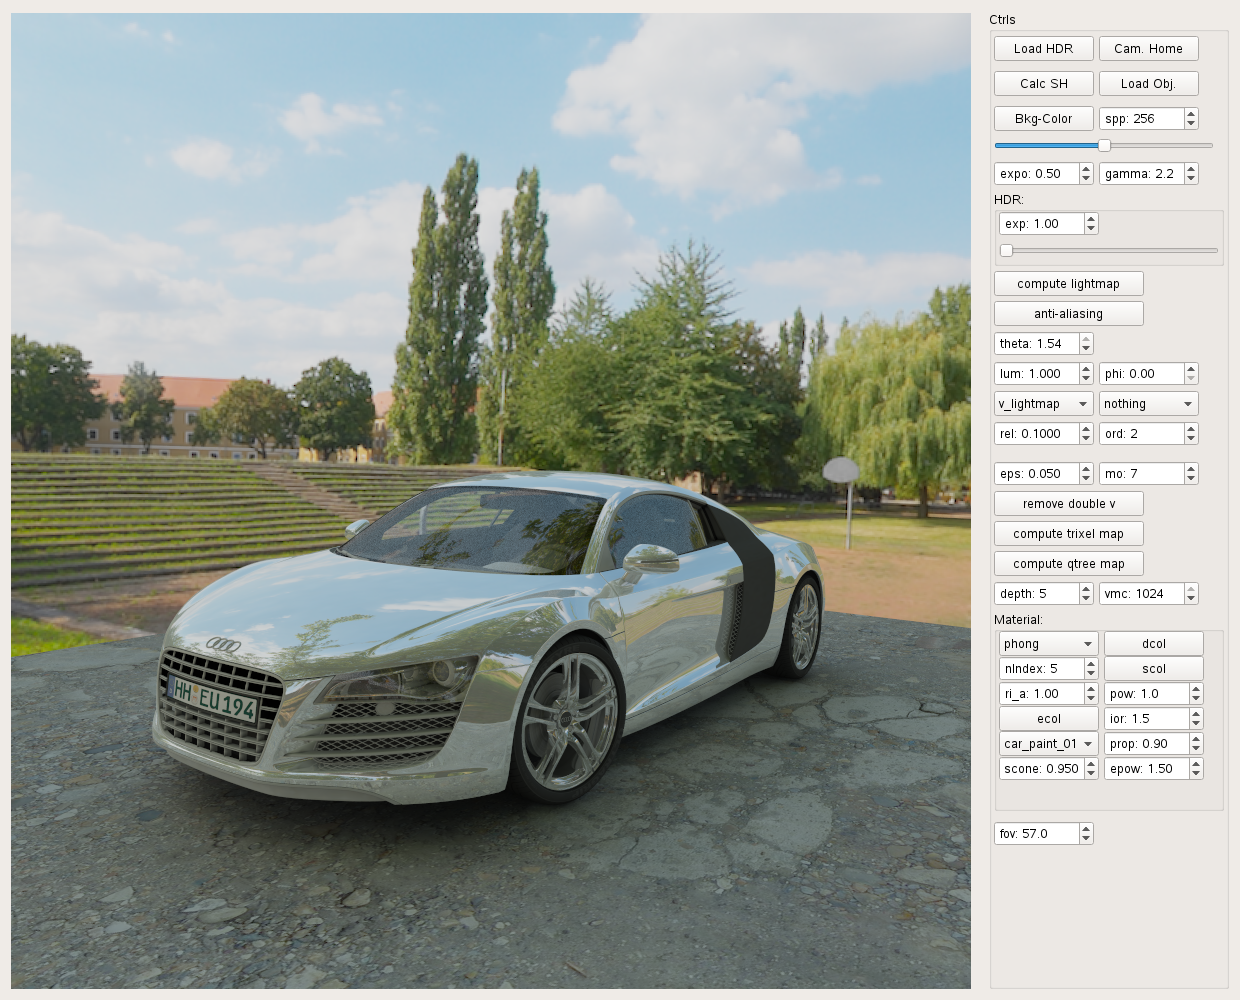 Ctrls
Load HDR Cam. Home
Calc SH Load Obj.
Bkg-Color spp: 256
expo: 0.50 gamma: 2.2
HDR:
exp: 1.00
compute lightmap
anti-aliasing
theta: 1.54
lum: 1.000 phi: 0.00
v_lightmap nothing
rel: 0.1000 ord: 2
eps: 0.050 mo: 7
remove double v
compute trixel map
compute qtree map
depth: 5 vmc: 1024
Material:
phong dcol
nIndex: 5 scol
ri_a: 1.00 pow: 1.0
ecol ior: 1.5
car_paint_01 prop: 0.90
scone: 0.950 epow: 1.50
fov: 57.0
HH EU 194